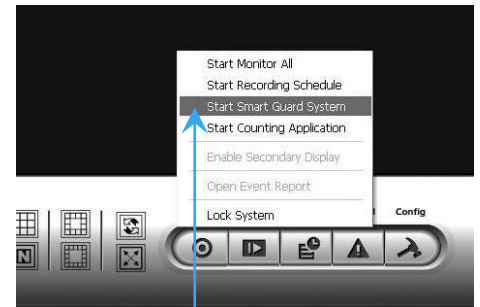 Start Monitor All
Start Recording Schedule
Start Smart Guard System
Start Counting Application
Enable Secondary Display
Open Event Report
Lock System
Config
N